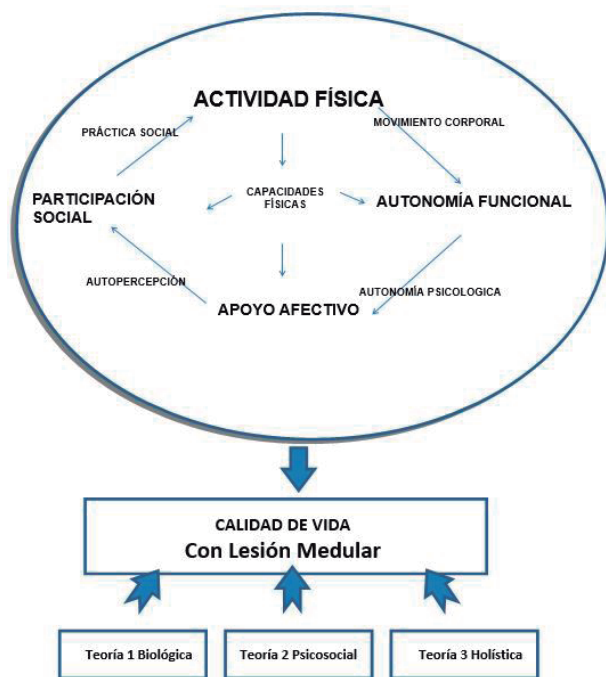 ACTIVIDAD FÍSICA
PRÁCTICA SOCIAL
MOVIMIENTO CORPORAL
PARTICIPACIÓN
SOCIAL
CAPACIDADES
FÍSICAS
AUTONOMÍA FUNCIONAL
AUTOPERCEPCIÓN
AUTONOMÍA PSICOLOGICA
APOYO AFECTIVO
CALIDAD DE VIDA
Con Lesión Medular
Teoría 1 Biológica
Teoría 2 Psicosocial
Teoría 3 Holística